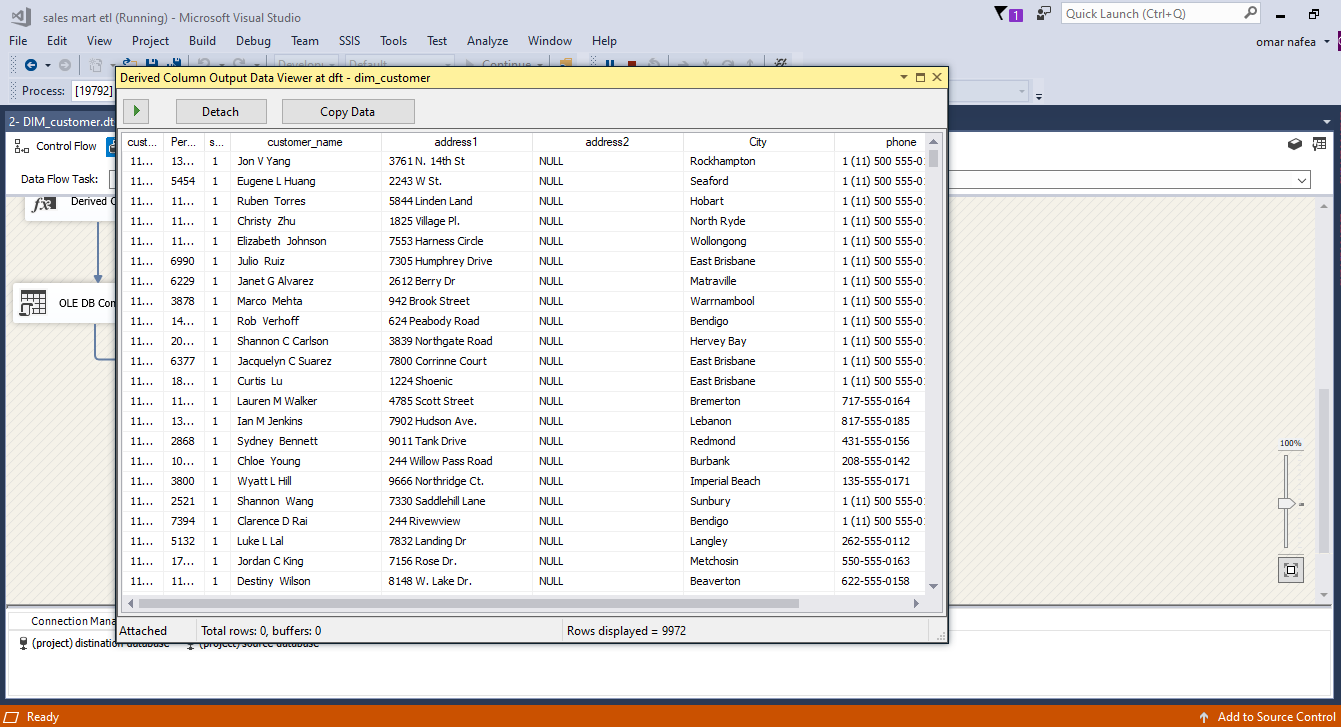 sales mart etl (Running) - Microsoft Visual Studio
1
Quick Launch (Ctrl+Q)
File Edit View Project Build Debug Team SSIS Tools Test Analyze Window Help
omar nafea
Develop Default Continue
Process: [19792]
Derived Column Output Data Viewer at dft - dim_customer
Detach Copy Data
2- DIM_customer.dt
Control Flow
Data Flow Task:
Derived C
OLE DB Com
cust... Per... s... customer_name address1 address2 City phone
11... 13... 1 Jon V Yang 3761 N. 14th St NULL Rockhampton 1 (11) 500 555-01
11... 5454 1 Eugene L Huang 2243 W St. NULL Seaford 1 (11) 500 555-01
11... 11... 1 Ruben Torres 5844 Linden Land NULL Hobart 1 (11) 500 555-01
11... 11... 1 Christy Zhu 1825 Village Pl. NULL North Ryde 1 (11) 500 555-01
11... 11... 1 Elizabeth Johnson 7553 Harness Circle NULL Wollongong 1 (11) 500 555-01
11... 6990 1 Julio Ruiz 7305 Humphrey Drive NULL East Brisbane 1 (11) 500 555-01
11... 6229 1 Janet G Alvarez 2612 Berry Dr NULL Matraville 1 (11) 500 555-01
11... 3878 1 Marco Mehta 942 Brook Street NULL Warrnambool 1 (11) 500 555-01
11... 14... 1 Rob Verhoff 624 Peabody Road NULL Bendigo 1 (11) 500 555-01
11... 20... 1 Shannon C Carlson 3839 Northgate Road NULL Hervey Bay 1 (11) 500 555-01
11... 6377 1 Jacquelyn C Suarez 7800 Corrinne Court NULL East Brisbane 1 (11) 500 555-01
11... 18... 1 Curtis Lu 1224 Shoenic NULL East Brisbane 1 (11) 500 555-01
11... 11... 1 Lauren M Walker 4785 Scott Street NULL Bremerton 717-555-0164
11... 13... 1 Ian M Jenkins 7902 Hudson Ave. NULL Lebanon 817-555-0185
11... 2868 1 Sydney Bennett 9011 Tank Drive NULL Redmond 431-555-0156
11... 10... 1 Chloe Young 244 Willow Pass Road NULL Burbank 208-555-0142
11... 3800 1 Wyatt L Hill 9666 Northridge Ct. NULL Imperial Beach 135-555-0171
11... 2521 1 Shannon Wang 7330 Saddlehill Lane NULL Sunbury 1 (11) 500 555-01
11... 7394 1 Clarence D Rai 244 Rivewview NULL Bendigo 1 (11) 500 555-01
11... 5132 1 Luke L Lal 7832 Landing Dr NULL Langley 262-555-0112
11... 17... 1 Jordan C King 7156 Rose Dr. NULL Metchosin 550-555-0163
11... 11... 1 Destiny Wilson 8148 W. Lake Dr. NULL Beaverton 622-555-0158
100%
Attached Total rows: 0, buffers: 0 Rows displayed = 9972
Connection Mana
(project) distination database (project) source database
Ready
Add to Source Control